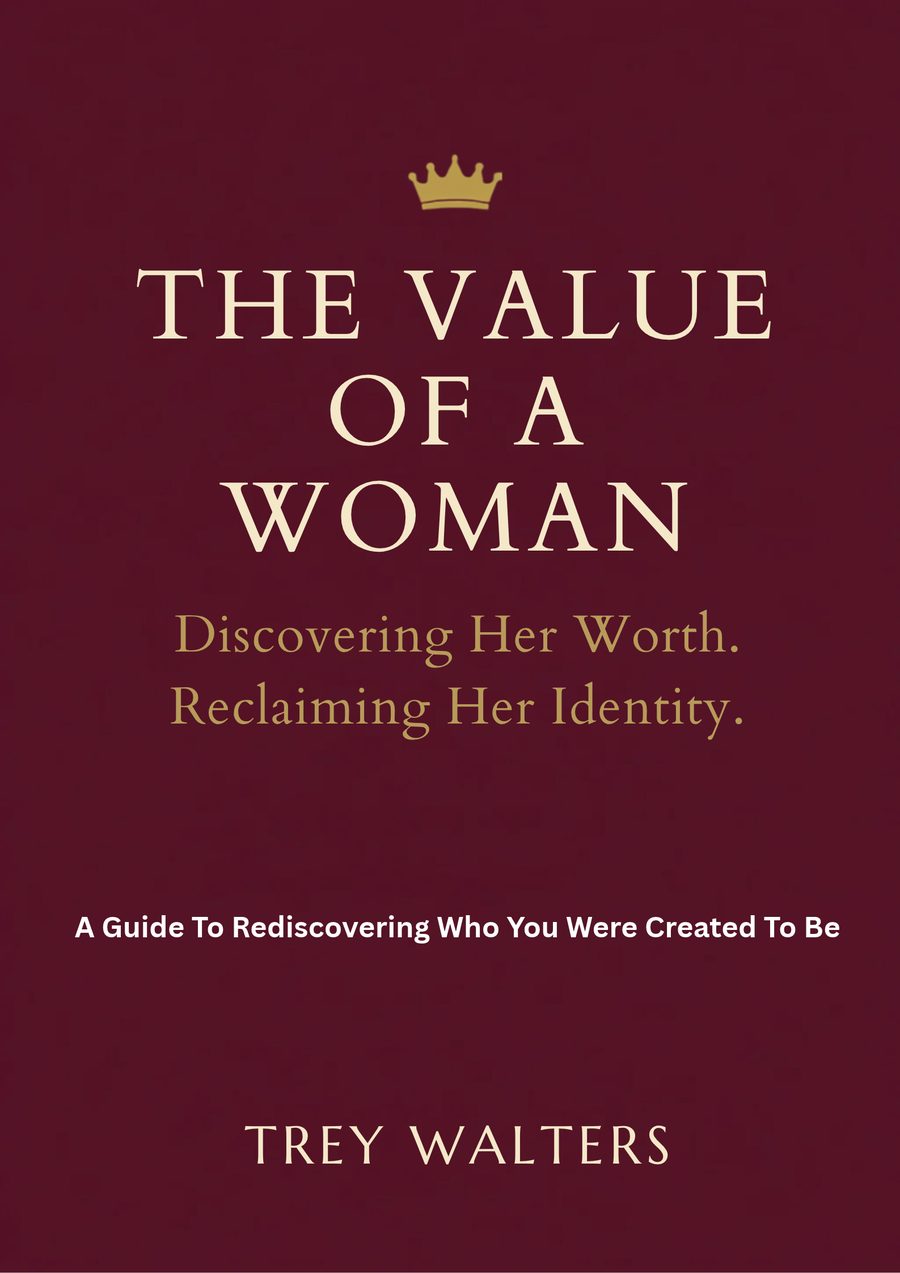 THE VALUE
OF A
WOMAN
Discovering Her Worth.
Reclaiming Her Identity.
A Guide To Rediscovering Who You Were Created To Be
TREY WALTERS